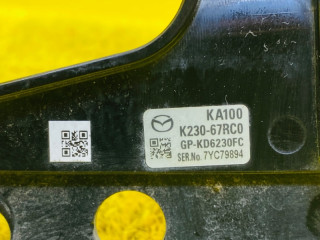 KA100
K230-67RC0
GP-KD6230FC
SER.No. 7YC79894